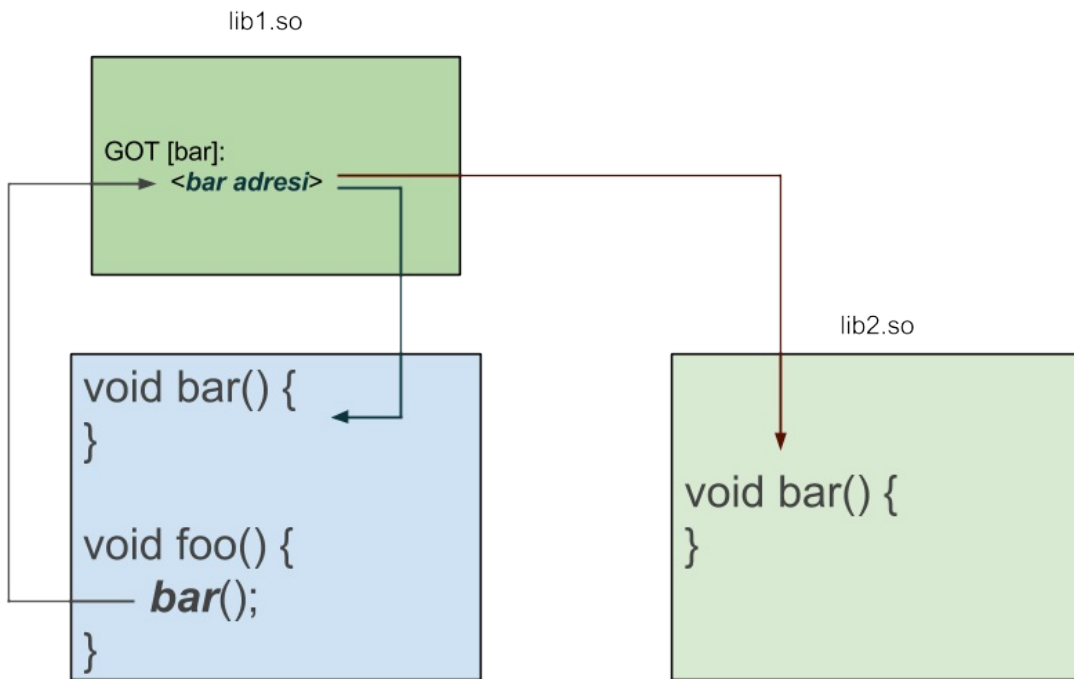 lib1.so
GOT [bar]:
<bar adresi>
lib2.so
void bar() {
}
void foo() {
bar();
}
void bar() {
}